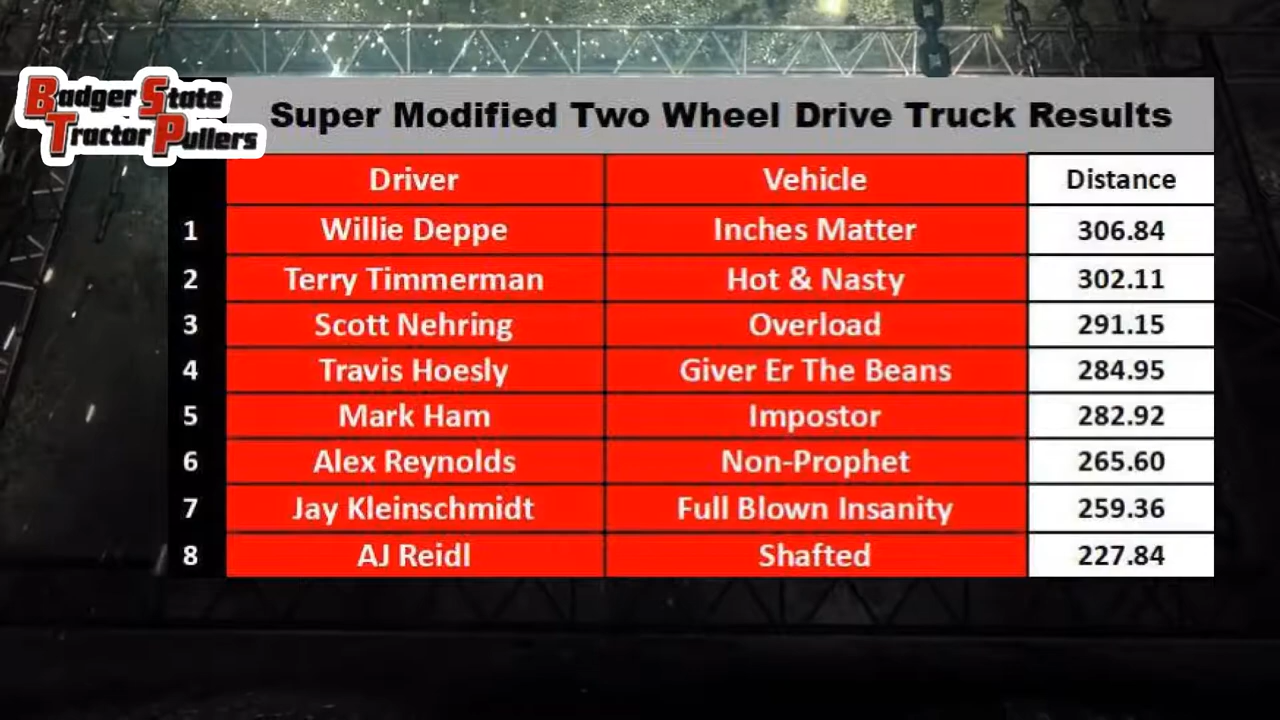 Badger State
Tractor Pullers
Super Modified Two Wheel Drive Truck Results
Driver Vehicle Distance
1 Willie Deppe Inches Matter 306.84
2 Terry Timmerman Hot & Nasty 302.11
3 Scott Nehring Overload 291.15
4 Travis Hoesly Giver Er The Beans 284.95
5 Mark Ham Impostor 282.92
6 Alex Reynolds Non-Prophet 265.60
7 Jay Kleinschmidt Full Blown Insanity 259.36
8 AJ Reidl Shafted 227.84